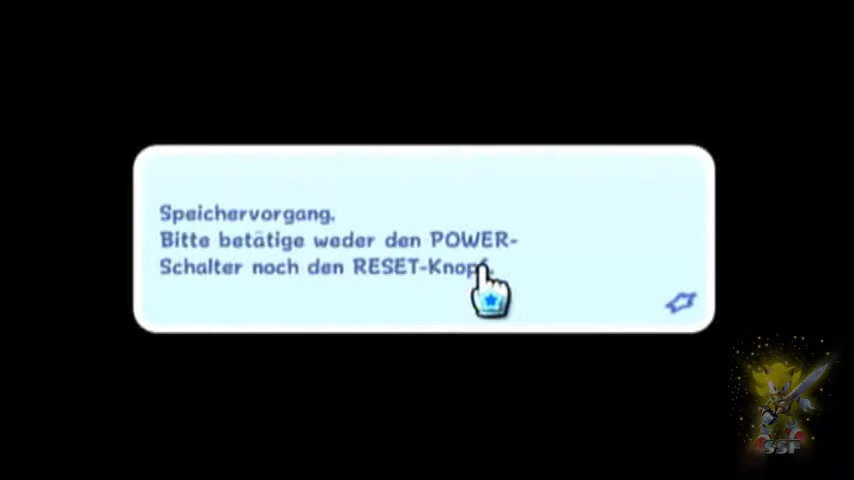 Speichervorgang.
Bitte betätige weder den POWER-
Schalter noch den RESET-Knopf.
SSF